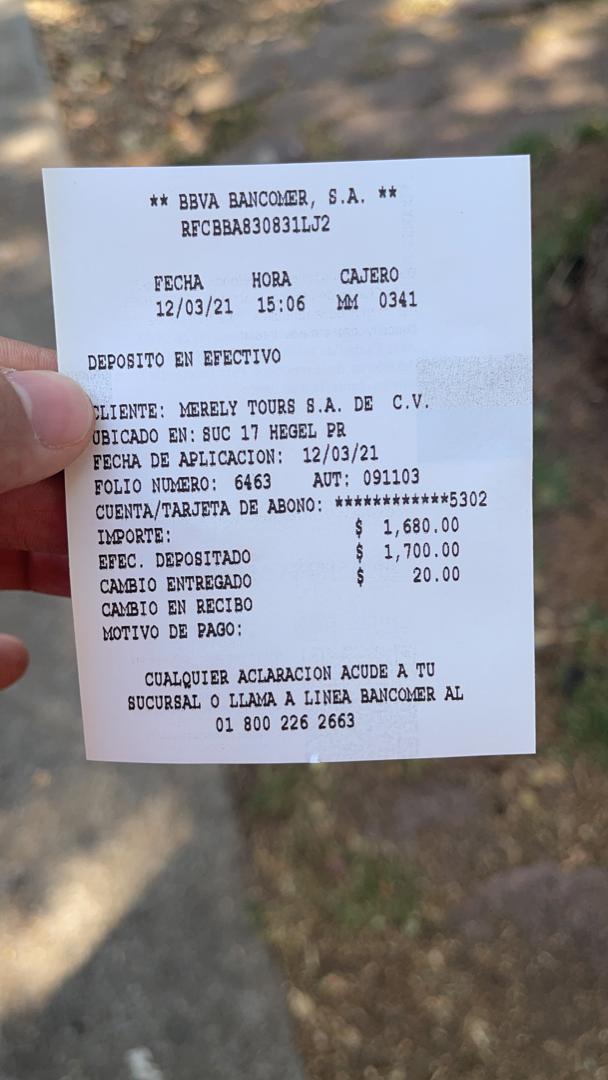 ** BBVA BANCOMER, S.A. **
RFCBBA830831LJ2
FECHA HORA CAJERO
12/03/21 15:06 MM 0341
DEPOSITO EN EFECTIVO
CLIENTE: MERELY TOURS S.A. DE C.V.
UBICADO EN: SUC 17 HEGEL PR
FECHA DE APLICACION: 12/03/21
FOLIO NUMERO: 6463 AUT: 091103
CUENTA/TARJETA DE ABONO: ************5302
IMPORTE: $ 1,680.00
EFEC. DEPOSITADO $ 1,700.00
CAMBIO ENTREGADO $ 20.00
CAMBIO EN RECIBO
MOTIVO DE PAGO:
CUALQUIER ACLARACION ACUDE A TU
SUCURSAL O LLAMA A LINEA BANCOMER AL
01 800 226 2663